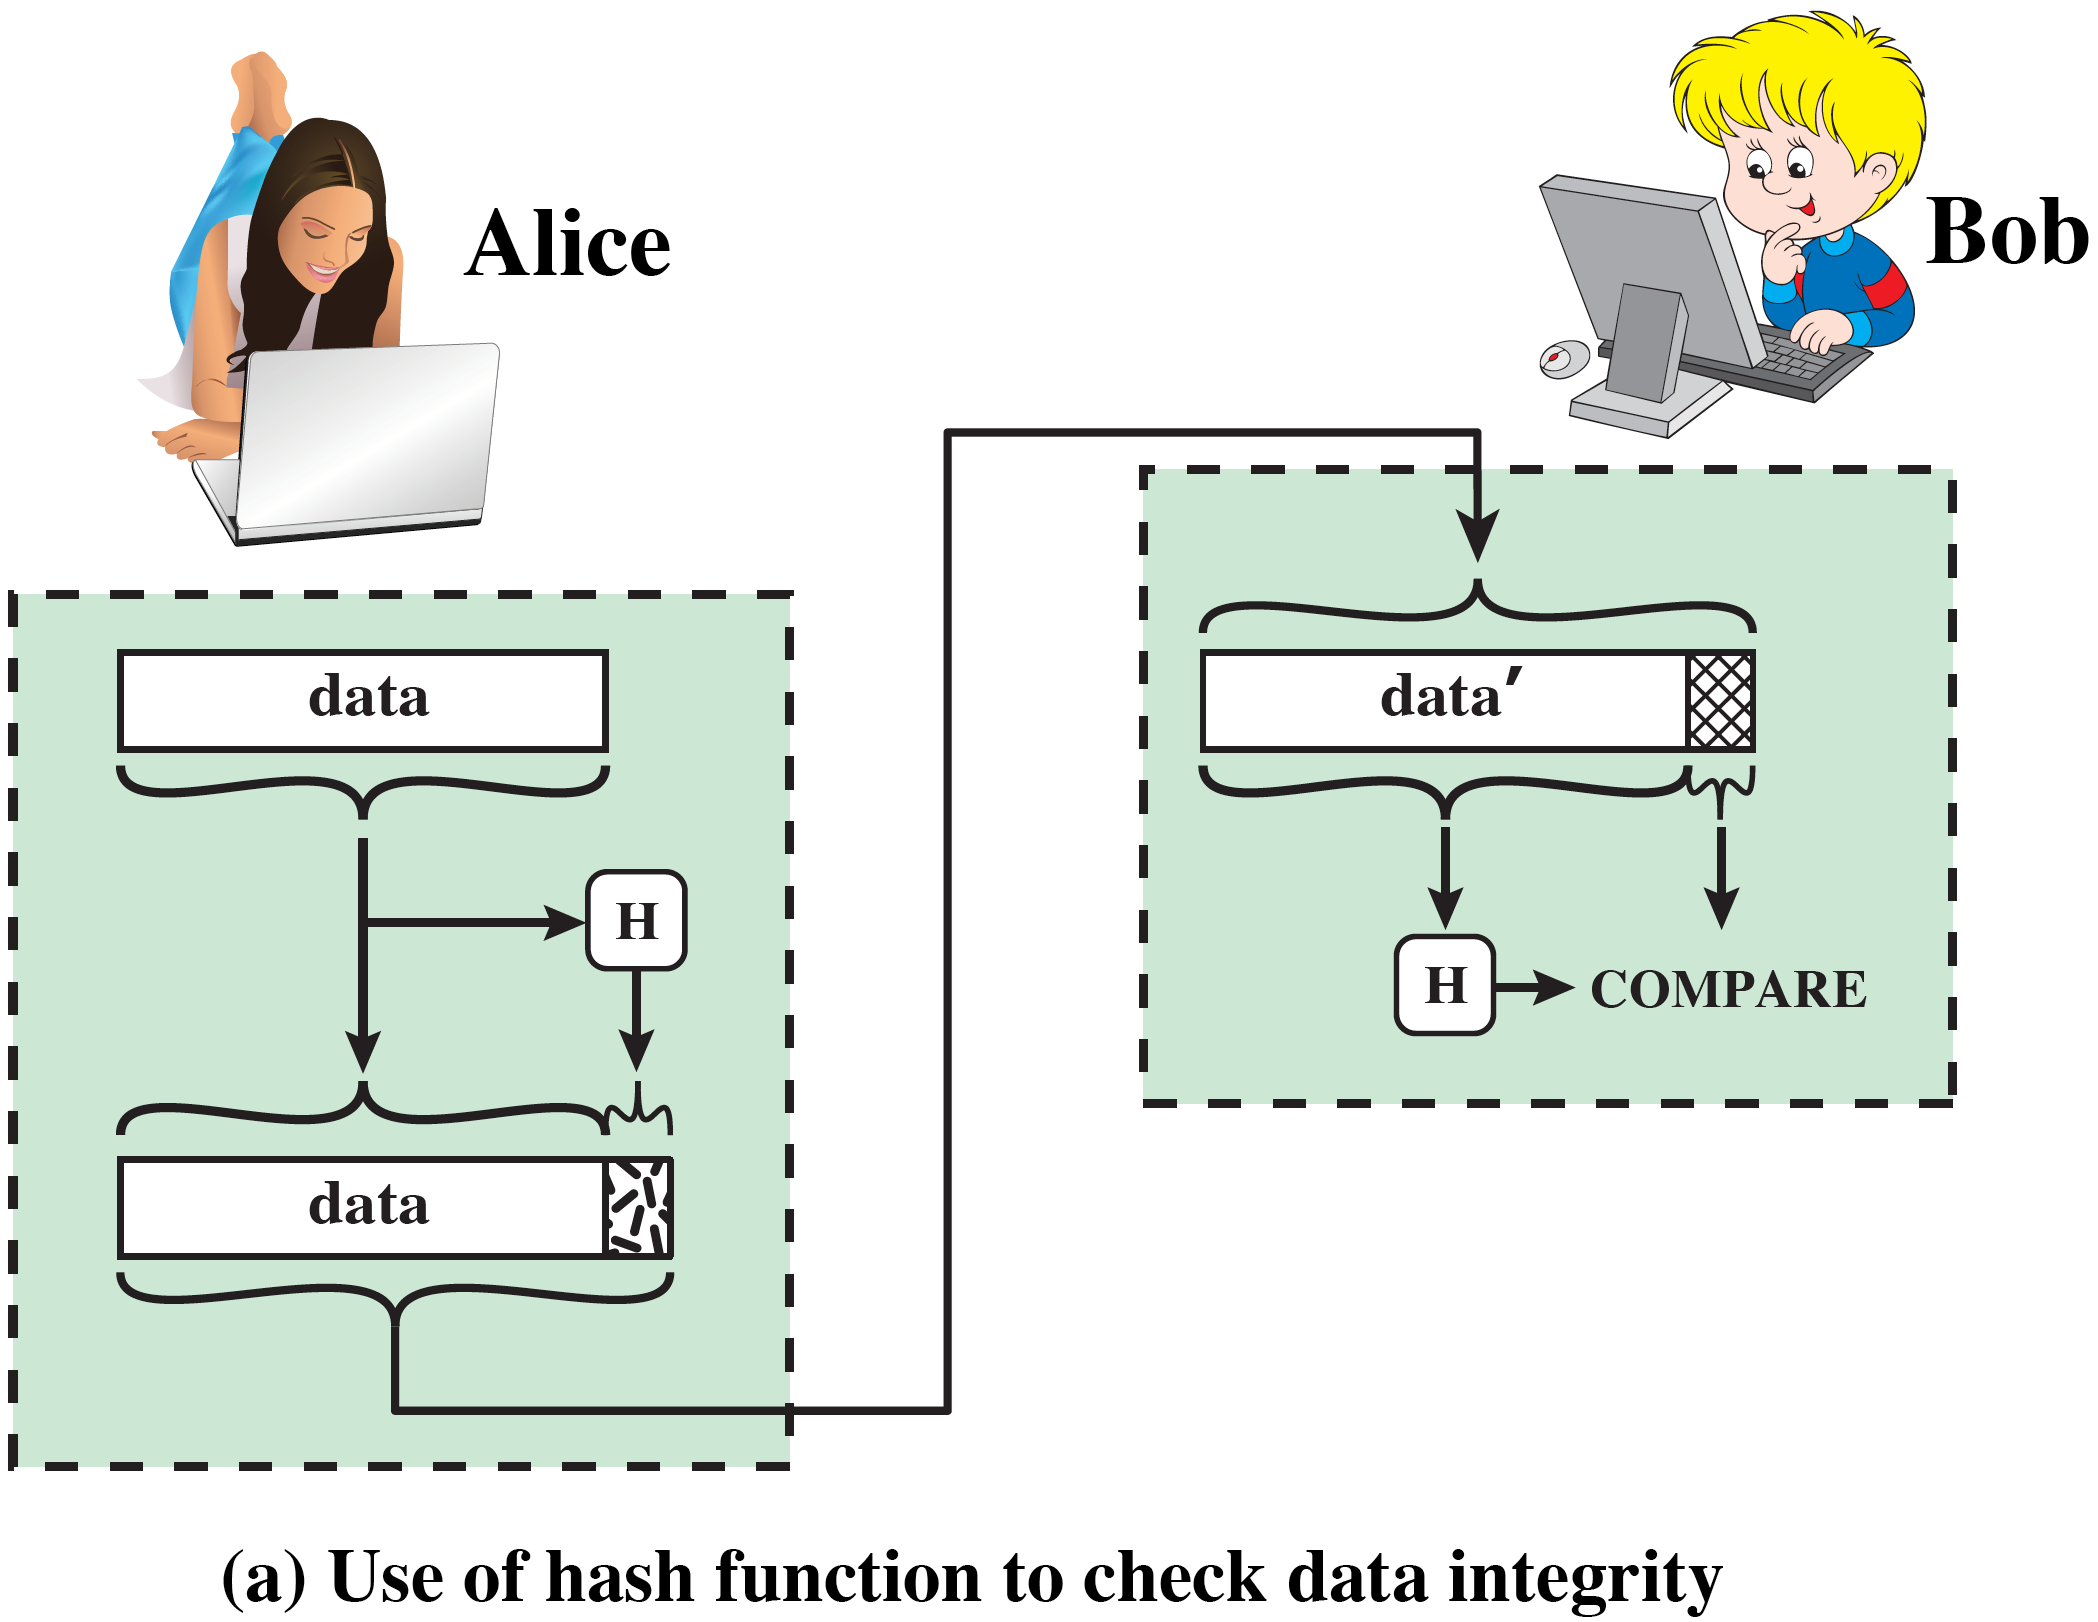 Alice
Bob
data
H
data
data′
H
COMPARE
(a) Use of hash function to check data integrity